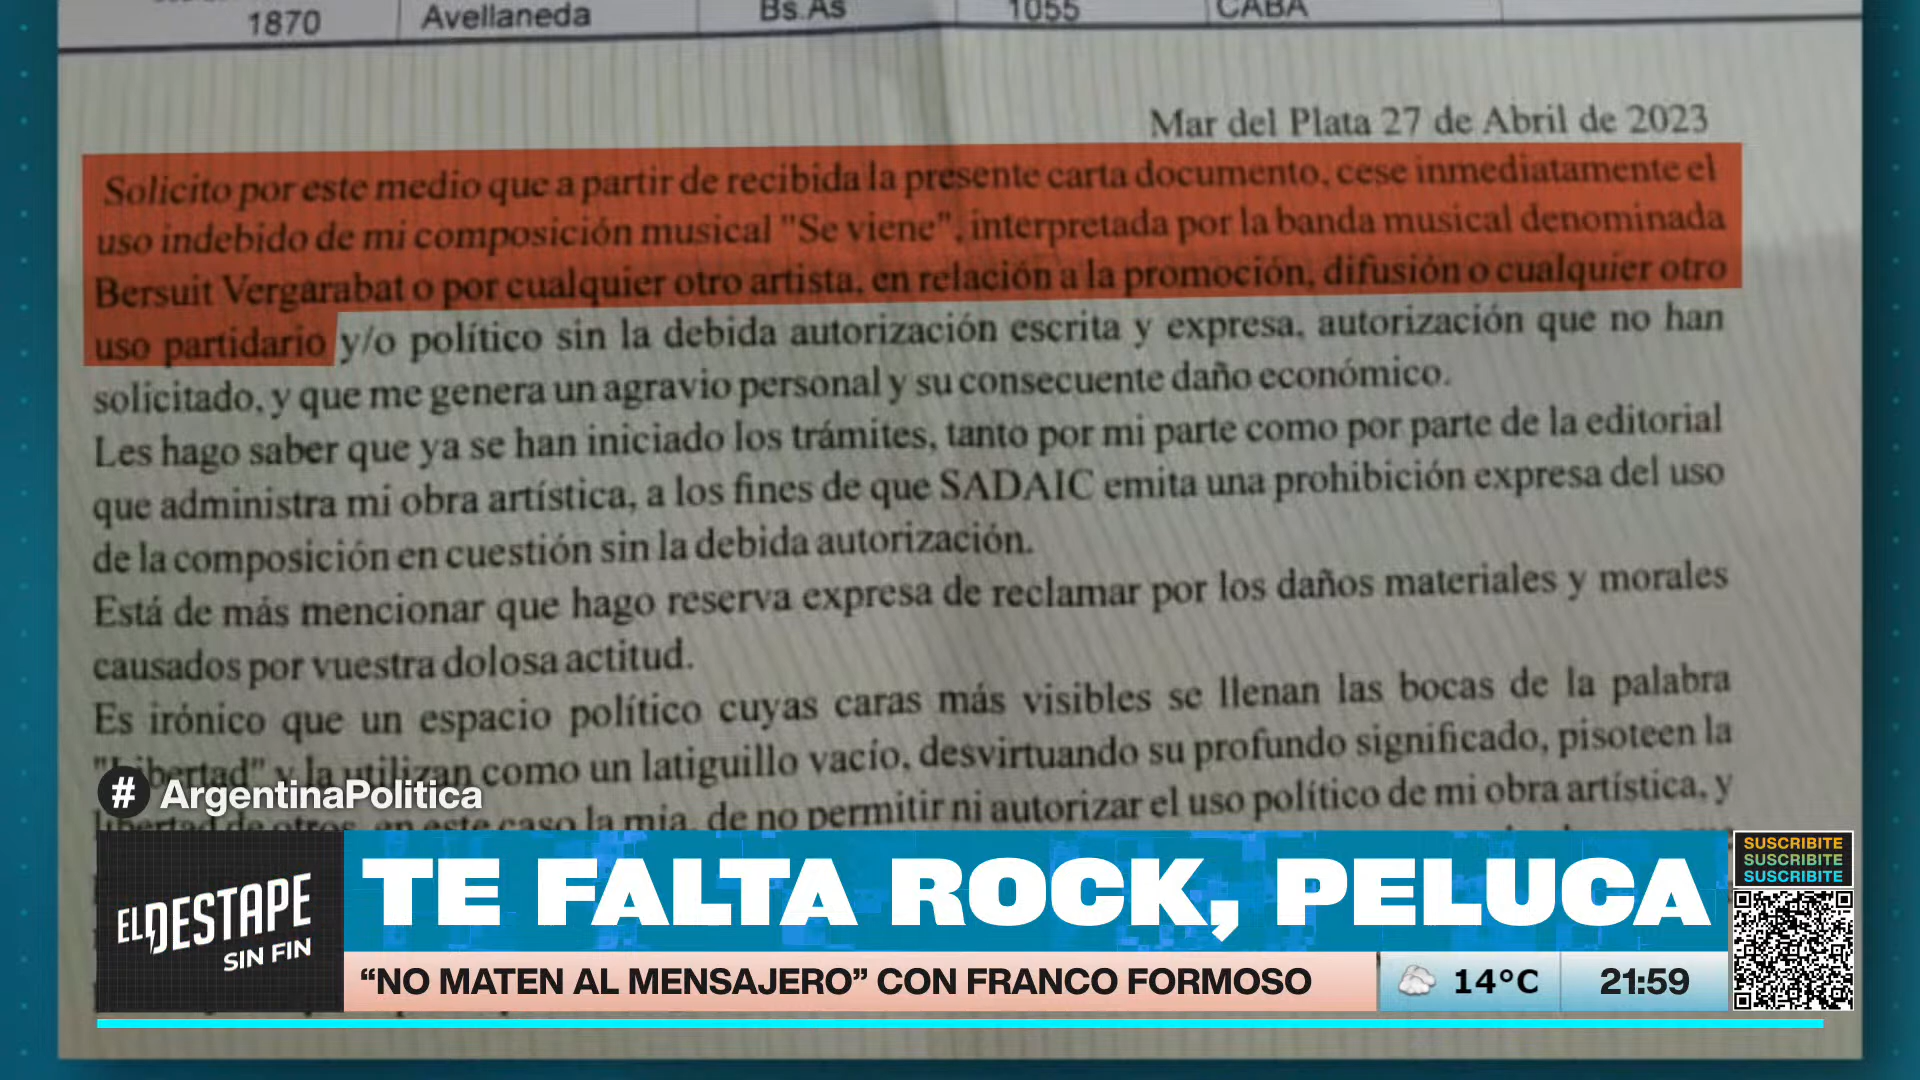 1870 Avellaneda Bs.As 1055 CABA
Mar del Plata 27 de Abril de 2023
Solicito por este medio que a partir de recibida la presente carta documento, cese inmediatamente el
uso indebido de mi composición musical "Se viene", interpretada por la banda musical denominada
Bersuit Vergarabat o por cualquier otro artista, en relación a la promoción, difusión o cualquier otro
uso partidario y/o político sin la debida autorización escrita y expresa, autorización que no han
solicitado, y que me genera un agravio personal y su consecuente daño económico.
Les hago saber que ya se han iniciado los trámites, tanto por mi parte como por parte de la editorial
que administra mi obra artística, a los fines de que SADAIC emita una prohibición expresa del uso
de la composición en cuestión sin la debida autorización.
Está de más mencionar que hago reserva expresa de reclamar por los daños materiales y morales
causados por vuestra dolosa actitud.
Es irónico que un espacio político cuyas caras más visibles se llenan las bocas de la palabra
"Libertad" y la utilizan como un latiguillo vacío, desvirtuando su profundo significado, pisoteen la
libertad de otros, en este caso la mia, de no permitir ni autorizar el uso político de mi obra artística, y
# ArgentinaPolitica
EL DESTAPE
SIN FIN
TE FALTA ROCK, PELUCA
“NO MATEN AL MENSAJERO” CON FRANCO FORMOSO
14°C 21:59
SUSCRIBITE
SUSCRIBITE
SUSCRIBITE